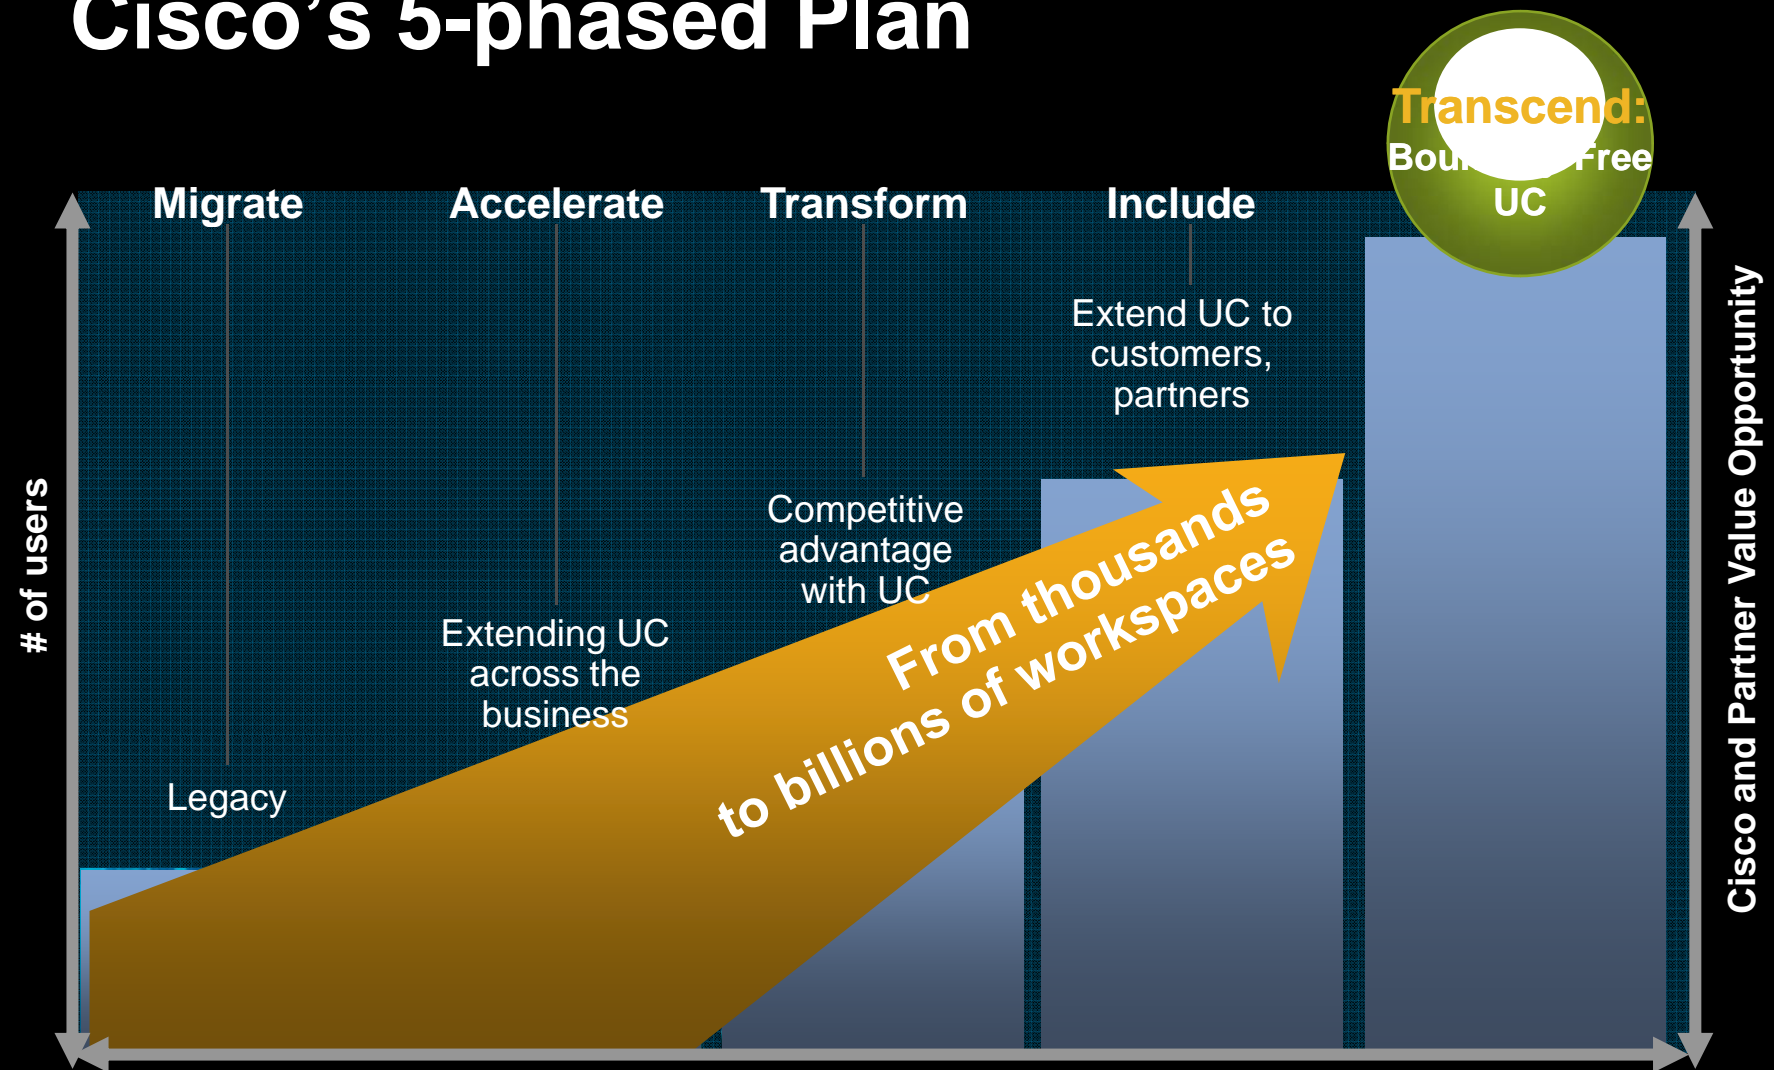 Cisco's 5-phased Plan
Transcend:
Free
UC
Migrate
Accelerate
Transform
Include
Extend UC to
customers,
partners
Competitive
advantage
with UC
Extending UC
across the
business
Legacy
From thousands
to billions of workspaces
# of users
Cisco and Partner Value Opportunity